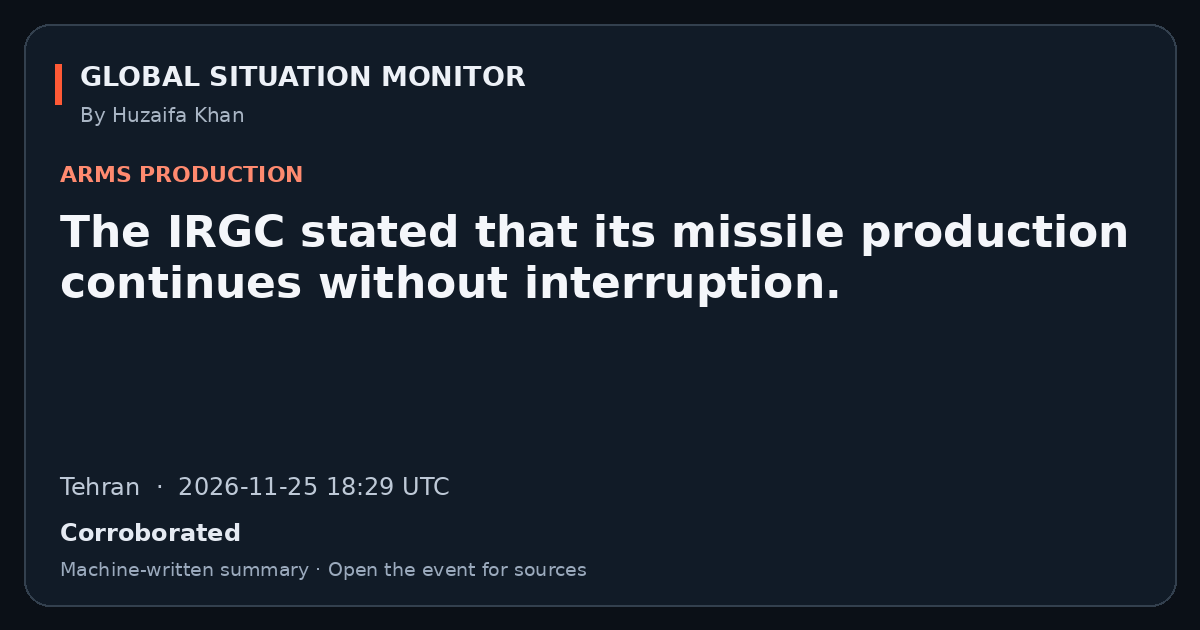 GLOBAL SITUATION MONITOR
By Huzaifa Khan
ARMS PRODUCTION
The IRGC stated that its missile production
continues without interruption.
Tehran · 2026-11-25 18:29 UTC
Corroborated
Machine-written summary · Open the event for sources